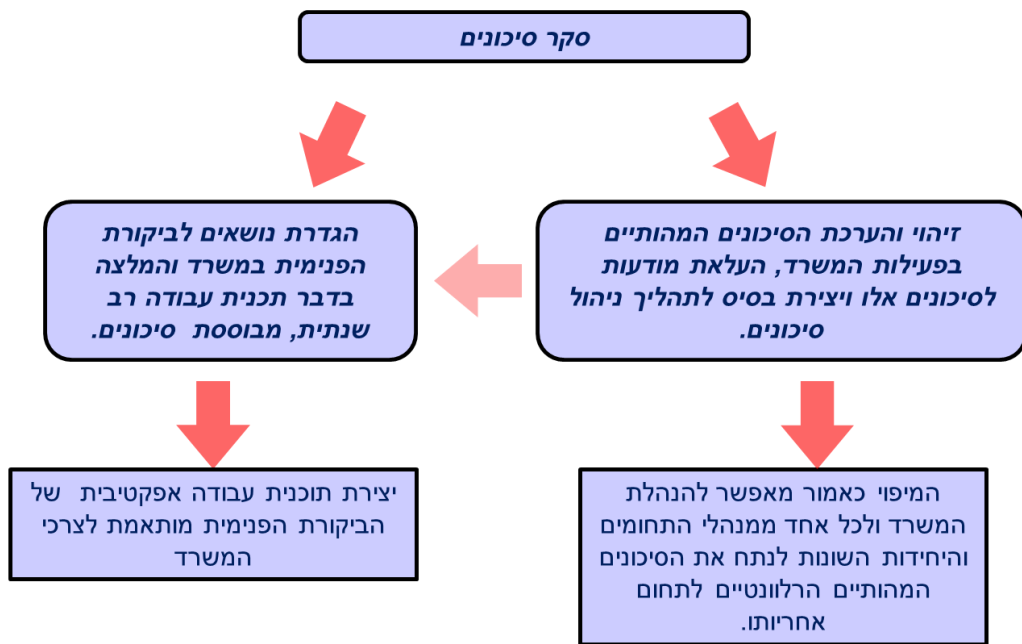 סקר סיכונים
זיהוי והערכת הסיכונים המהותיים
בפעילות המשרד, העלאת מודעות
לסיכונים אלו ויצירת בסיס לתהליך ניהול
סיכונים.
הגדרת נושאים לביקורת
הפנימית במשרד והמלצה
בדבר תכנית עבודה רב
שנתית, מבוססת סיכונים.
המיפוי כאמור מאפשר להנהלת
המשרד ולכל אחד ממנהלי התחומים
והיחידות השונות לנתח את הסיכונים
המהותיים הרלוונטיים לתחום
אחריותו.
יצירת תוכנית עבודה אפקטיבית של
הביקורת הפנימית מותאמת לצרכי
המשרד